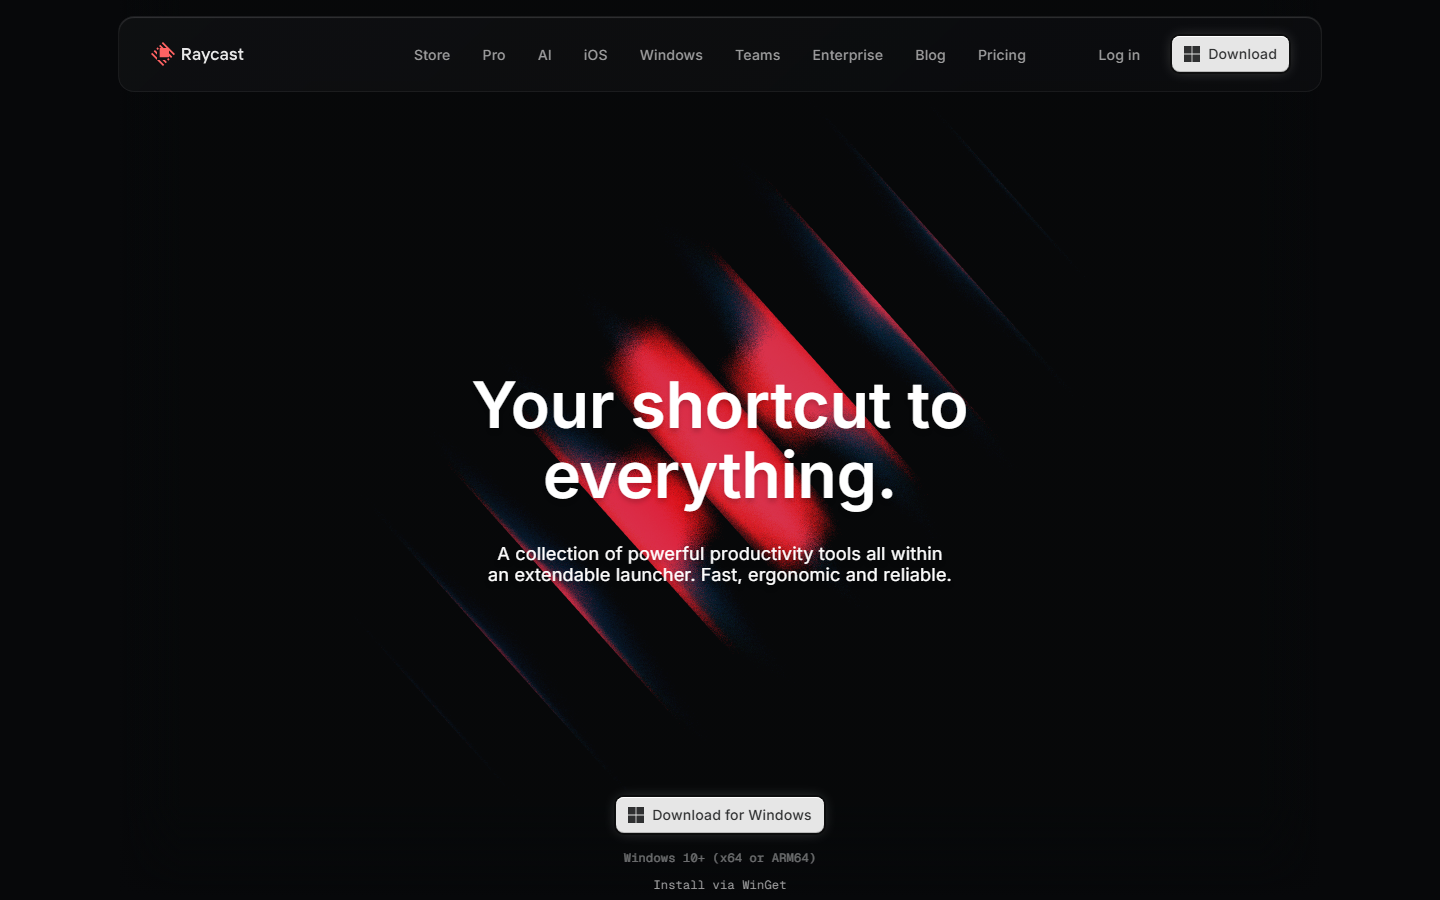 Raycast
Store
Pro
AI
iOS
Windows
Teams
Enterprise
Blog
Pricing
Log in
Download
Your shortcut to
everything.
A collection of powerful productivity tools all within
an extendable launcher. Fast, ergonomic and reliable.
Download for Windows
Windows 10+ (x64 or ARM64)
Install via WinGet